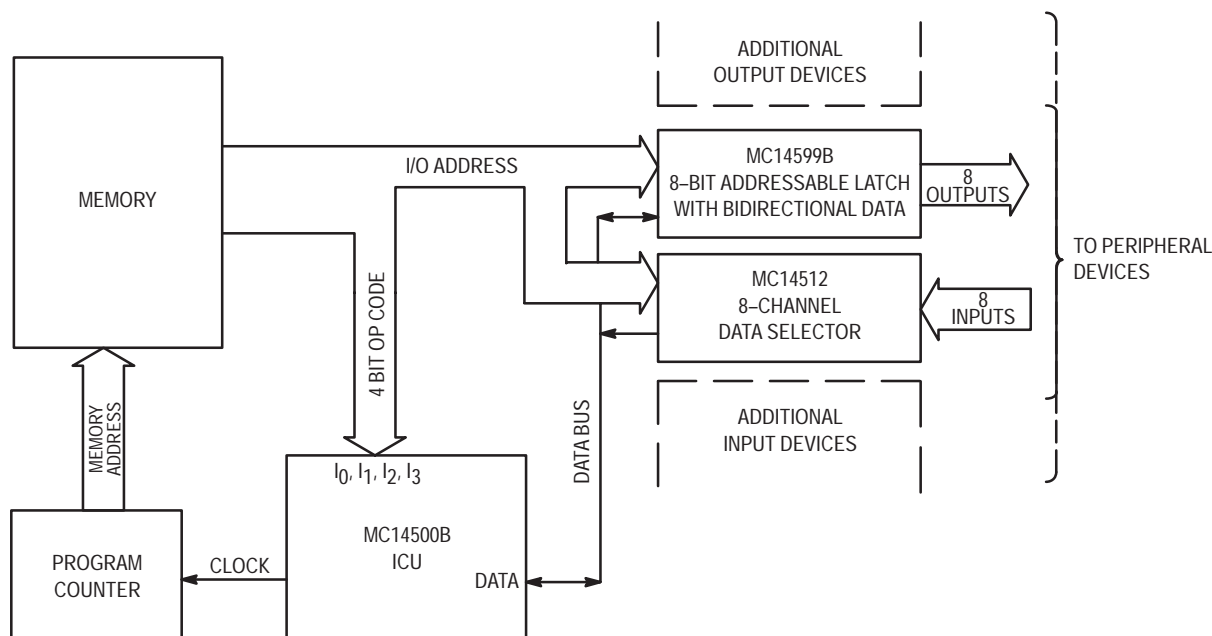 ADDITIONAL
OUTPUT DEVICES
MEMORY
I/O ADDRESS
MC14599B
8–BIT ADDRESSABLE LATCH
WITH BIDIRECTIONAL DATA
8
OUTPUTS
TO PERIPHERAL
DEVICES
MC14512
8–CHANNEL
DATA SELECTOR
8
INPUTS
4 BIT OP CODE
MEMORY
ADDRESS
DATA BUS
ADDITIONAL
INPUT DEVICES
I0, I1, I2, I3
MC14500B
ICU
PROGRAM
COUNTER
CLOCK
DATA